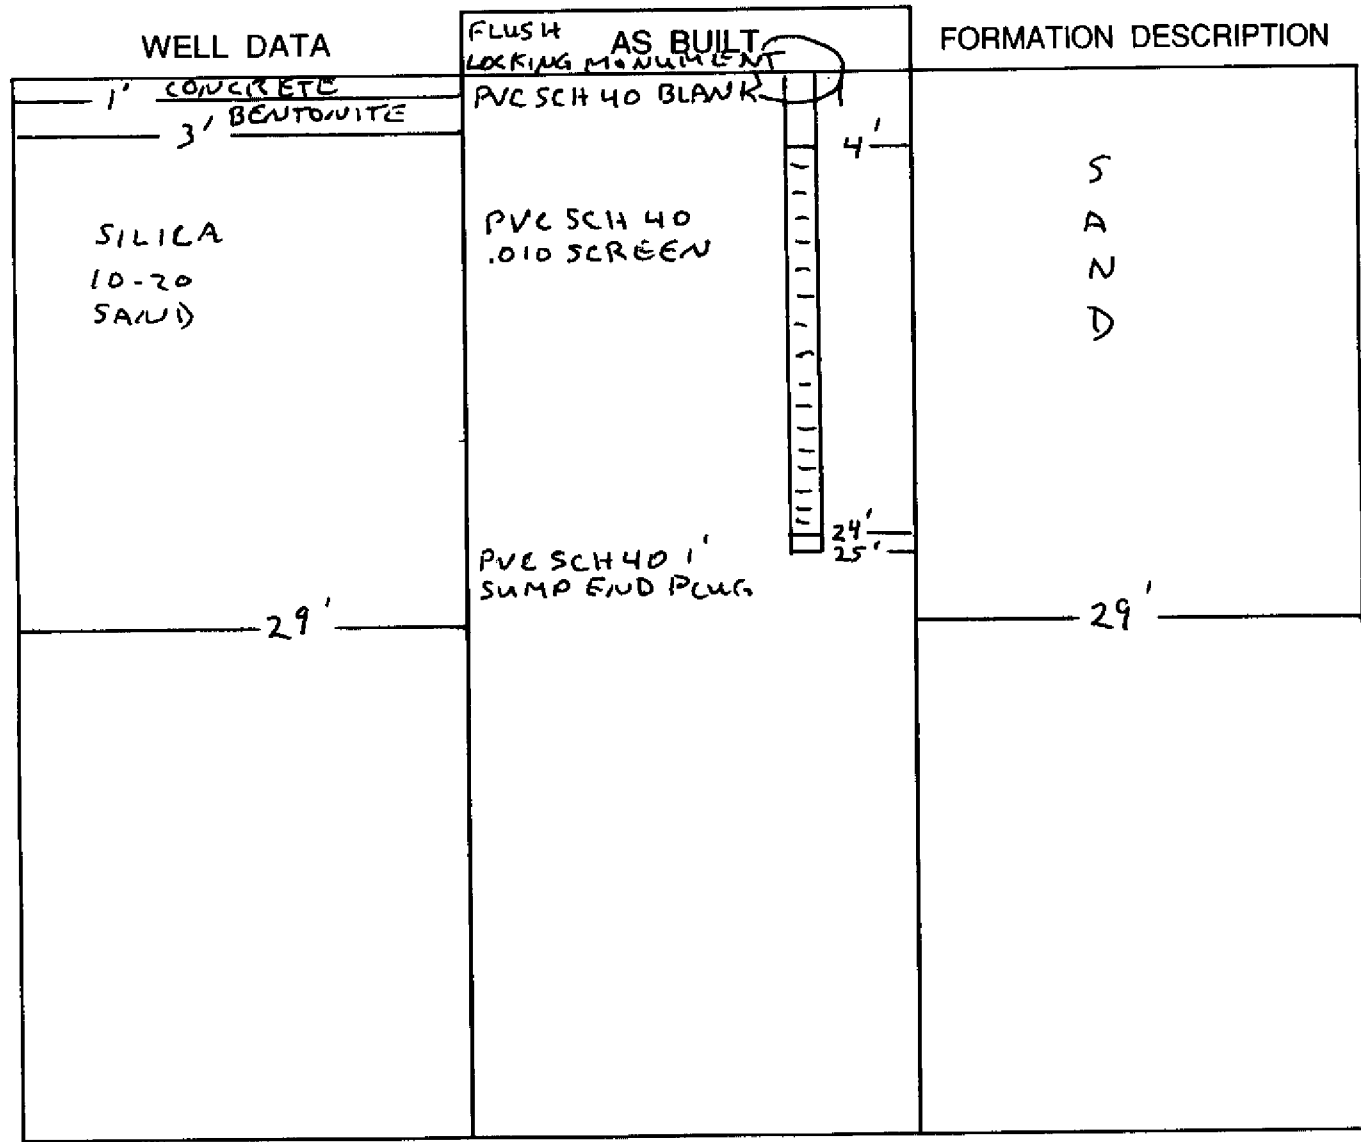 WELL DATA
1' CONCRETE
BENTONITE
3'
SILICA
10-20
SAND
29'
FLUSH
AS BUILT
LOCKING MONUMENT
PVC SCH 40 BLANK
4'
PVC SCH 40
.010 SCREEN
24'
25'
PVC SCH 40 1'
SUMP END PLUG
FORMATION DESCRIPTION
S
A
N
D
29'